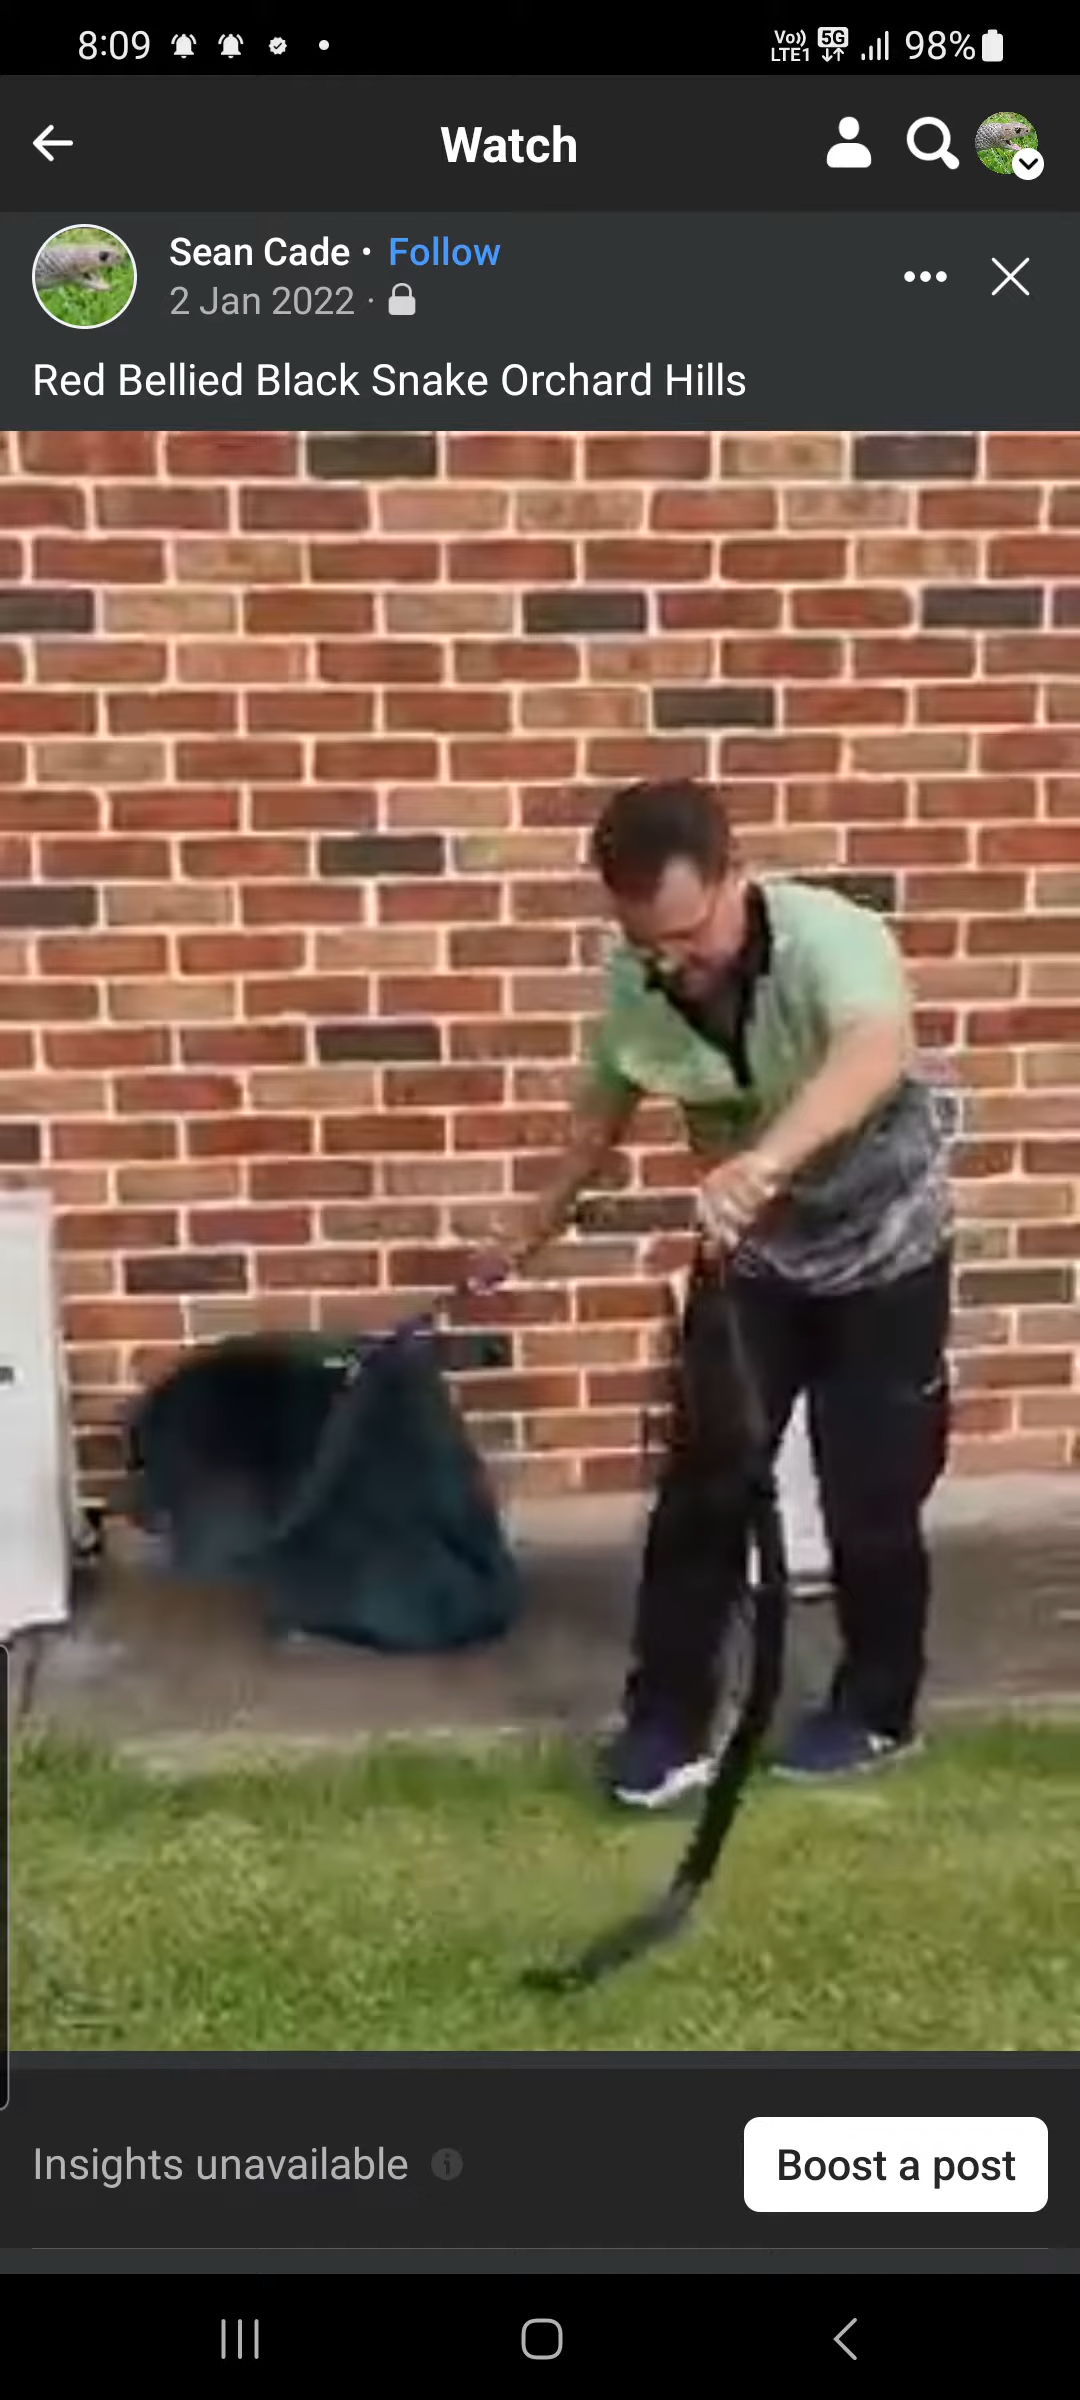 8:09
Vo)) LTE1 5G 98%
Watch
Sean Cade • Follow
2 Jan 2022 ·
Red Bellied Black Snake Orchard Hills
Insights unavailable
Boost a post